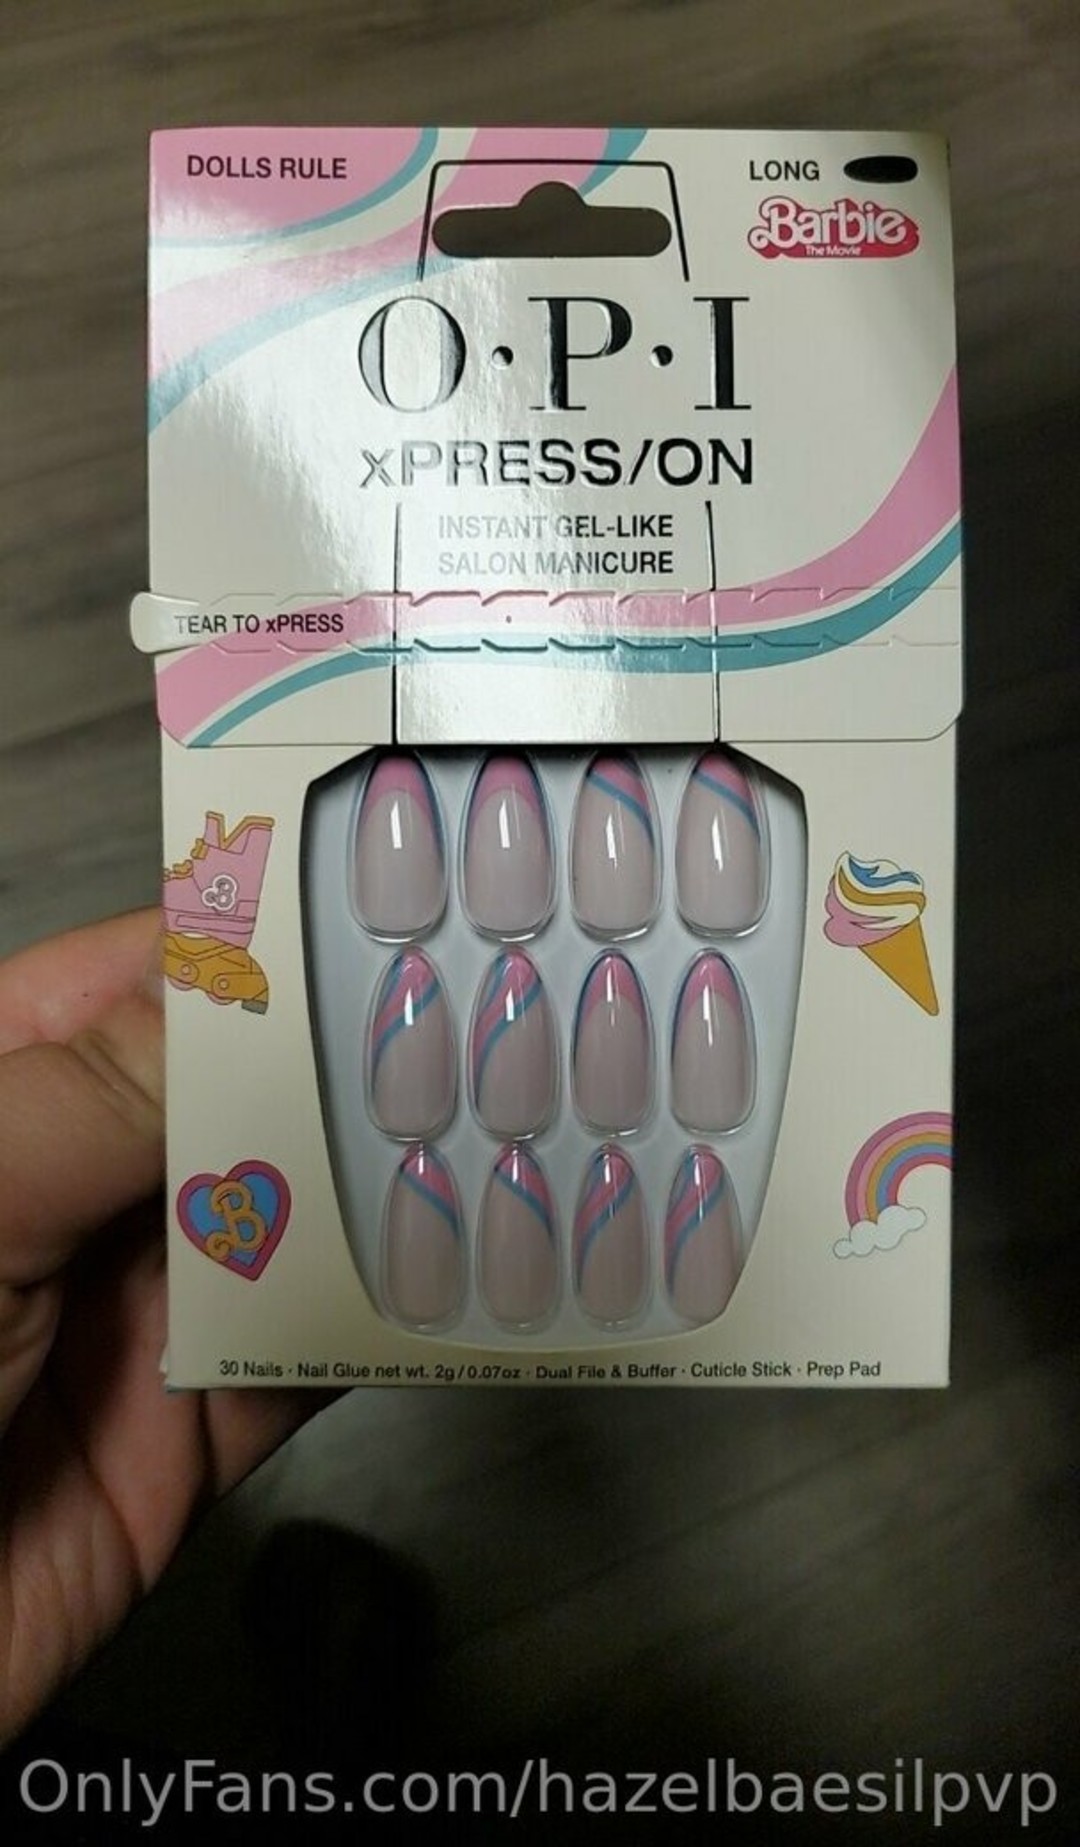 DOLLS RULE
LONG
Barbie
The Movie
O·P·I
xPRESS/ON
INSTANT GEL-LIKE
SALON MANICURE
TEAR TO xPRESS
B
30 Nails · Nail Glue net wt. 2g/0.07oz · Dual File & Buffer · Cuticle Stick · Prep Pad
OnlyFans.com/hazelbaesilpvp